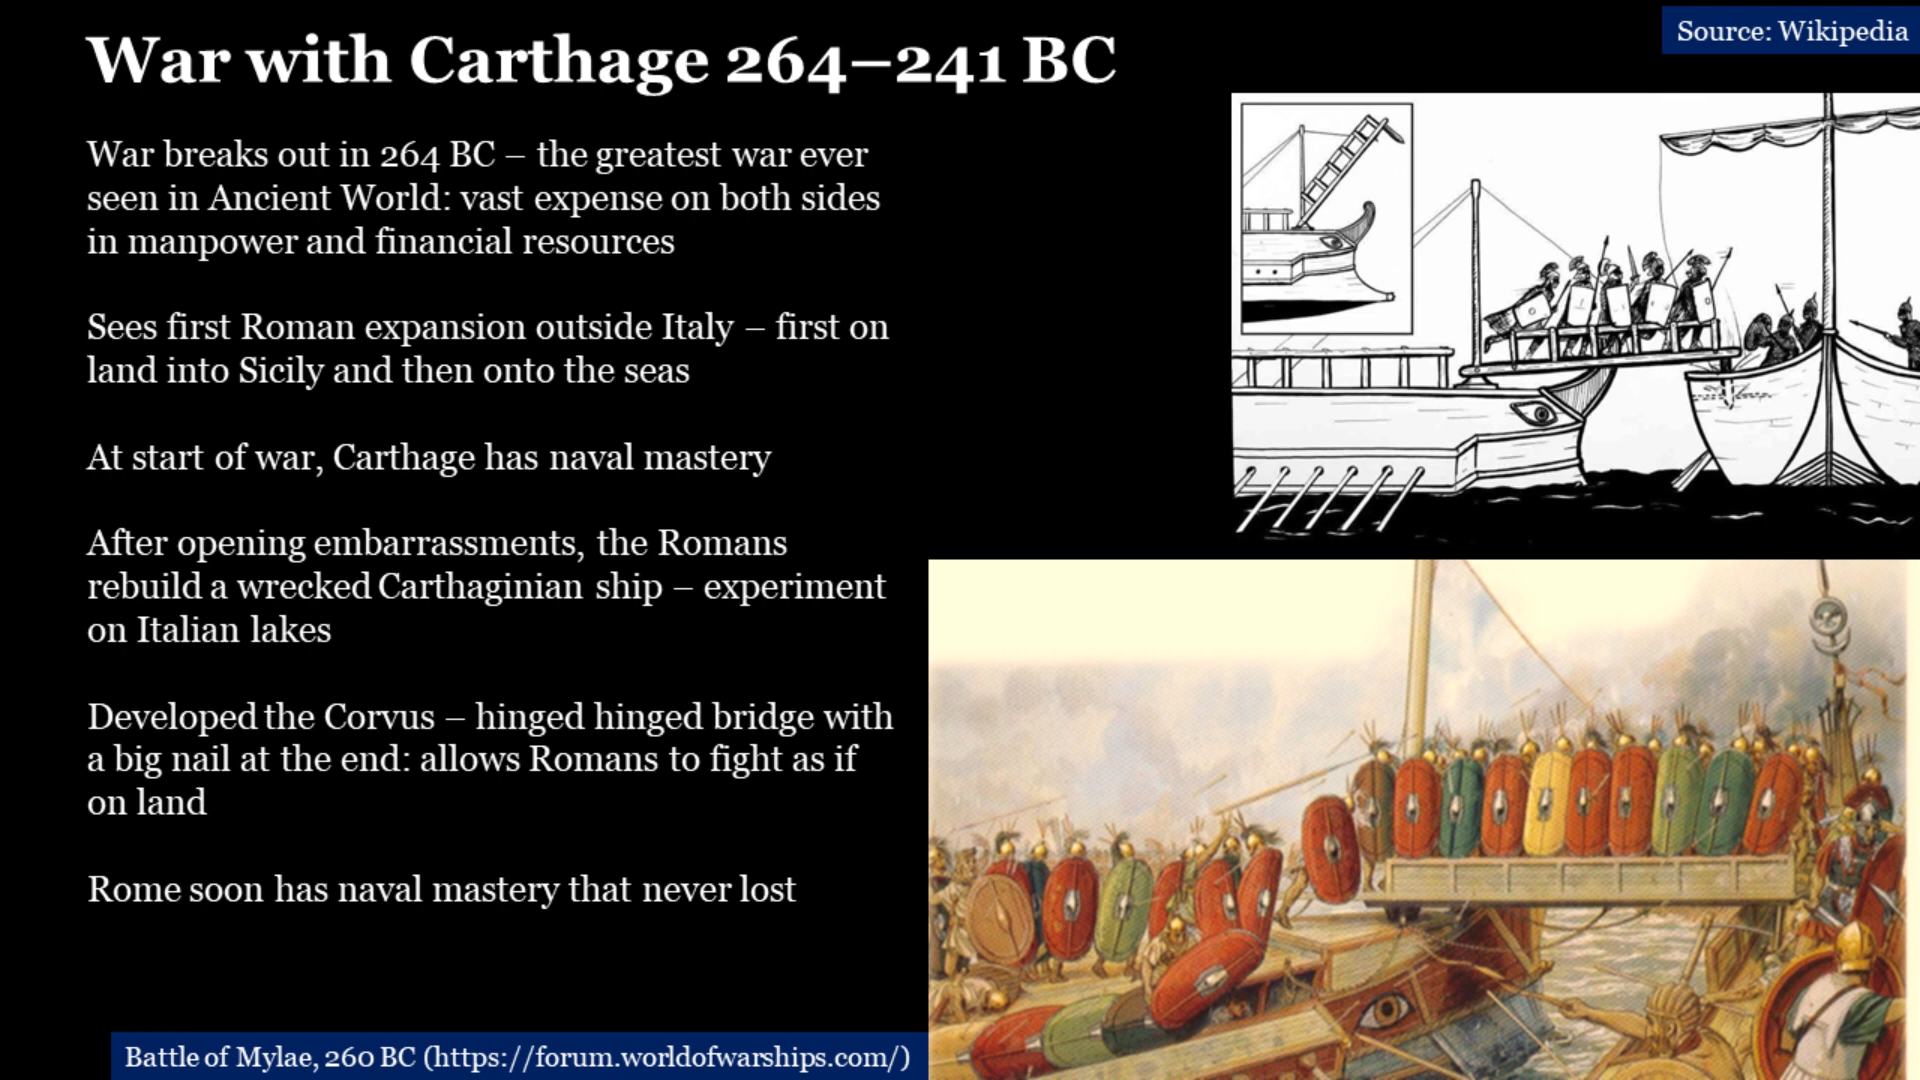 War with Carthage 264–241 BC
Source: Wikipedia
War breaks out in 264 BC – the greatest war ever
seen in Ancient World: vast expense on both sides
in manpower and financial resources
Sees first Roman expansion outside Italy – first on
land into Sicily and then onto the seas
At start of war, Carthage has naval mastery
After opening embarrassments, the Romans
rebuild a wrecked Carthaginian ship – experiment
on Italian lakes
Developed the Corvus – hinged hinged bridge with
a big nail at the end: allows Romans to fight as if
on land
Rome soon has naval mastery that never lost
Battle of Mylae, 260 BC (https://forum.worldofwarships.com/)